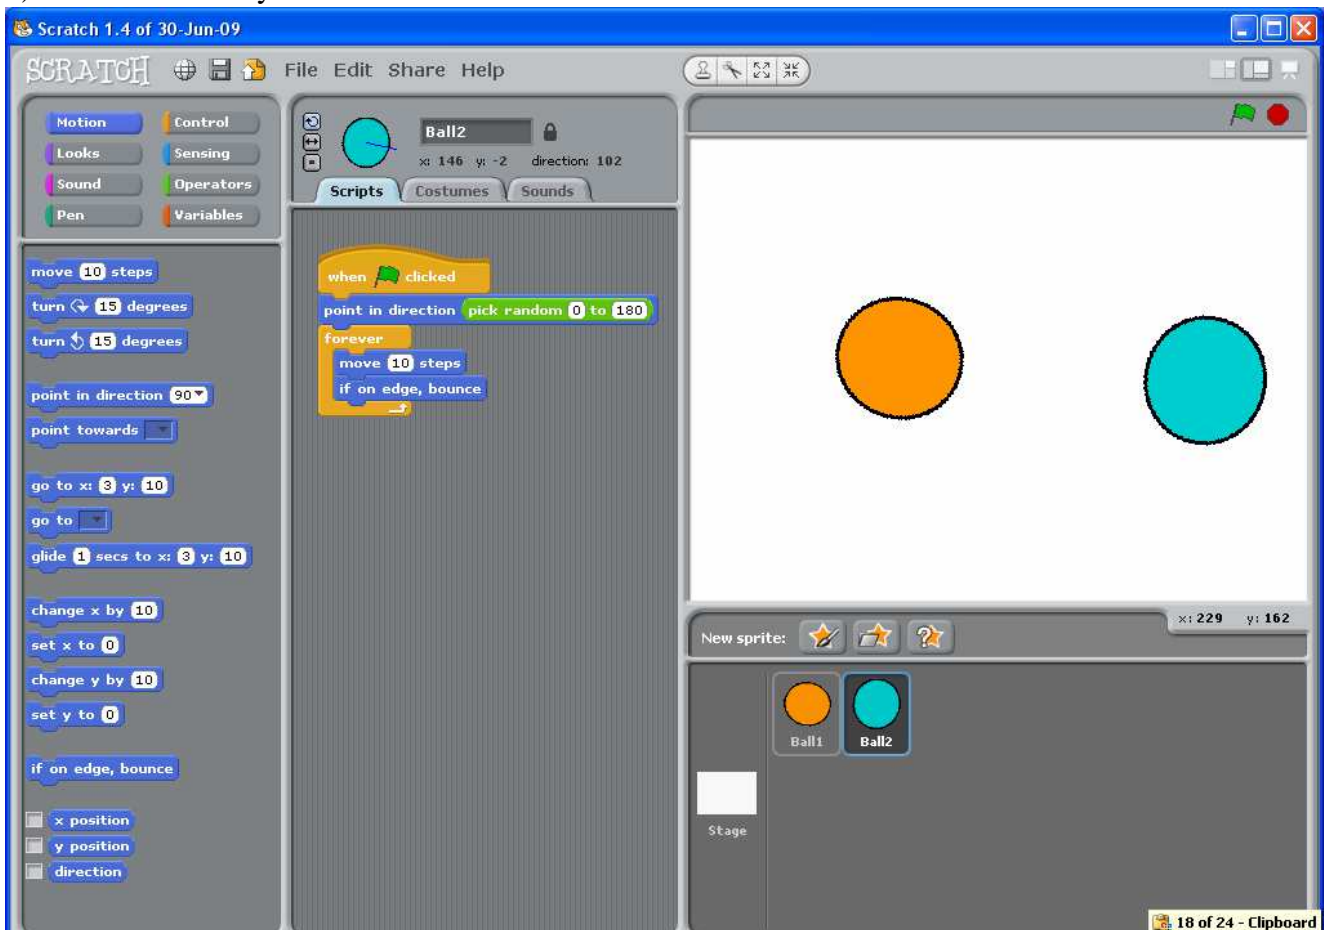 Scratch 1.4 of 30-Jun-09
SCRATCH File Edit Share Help
Motion Control
Looks Sensing
Sound Operators
Pen Variables
move 10 steps
turn 15 degrees
turn 15 degrees
point in direction 90
point towards
go to x: 3 y: 10
go to
glide 1 secs to x: 3 y: 10
change x by 10
set x to 0
change y by 10
set y to 0
if on edge, bounce
x position
y position
direction
Ball2
x: 146 y: -2 direction: 102
Scripts Costumes Sounds
when clicked
point in direction pick random 0 to 180
forever
move 10 steps
if on edge, bounce
x: 229 y: 162
New sprite:
Ball1 Ball2
Stage
18 of 24 - Clipboard